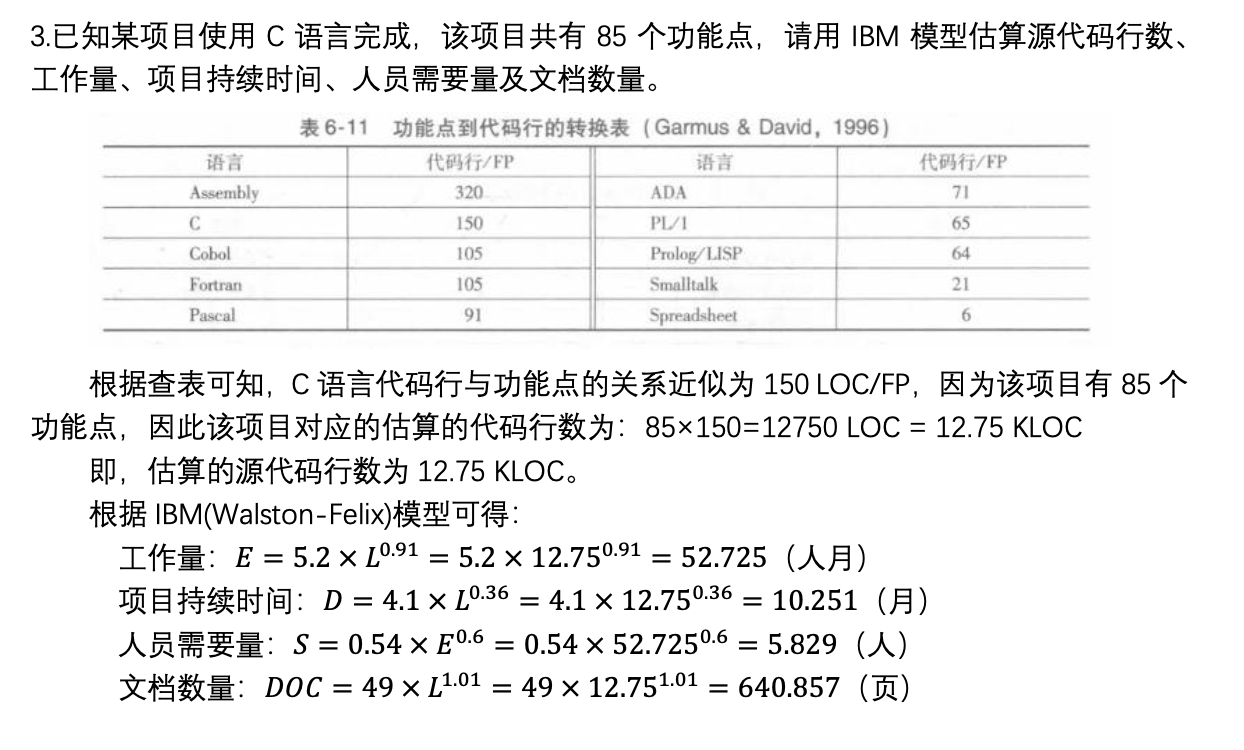 3.已知某项目使用 C 语言完成，该项目共有 85 个功能点，请用 IBM 模型估算源代码行数、
工作量、项目持续时间、人员需要量及文档数量。
表 6-11 功能点到代码行的转换表（Garmus & David，1996）
语言 代码行/FP 语言 代码行/FP
Assembly 320 ADA 71
C 150 PL/1 65
Cobol 105 Prolog/LISP 64
Fortran 105 Smalltalk 21
Pascal 91 Spreadsheet 6
根据查表可知，C 语言代码行与功能点的关系近似为 150 LOC/FP，因为该项目有 85 个
功能点，因此该项目对应的估算的代码行数为：85×150=12750 LOC = 12.75 KLOC
即，估算的源代码行数为 12.75 KLOC。
根据 IBM(Walston-Felix)模型可得：
工作量：E = 5.2 × L^0.91 = 5.2 × 12.75^0.91 = 52.725（人月）
项目持续时间：D = 4.1 × L^0.36 = 4.1 × 12.75^0.36 = 10.251（月）
人员需要量：S = 0.54 × E^0.6 = 0.54 × 52.725^0.6 = 5.829（人）
文档数量：DOC = 49 × L^1.01 = 49 × 12.75^1.01 = 640.857（页）